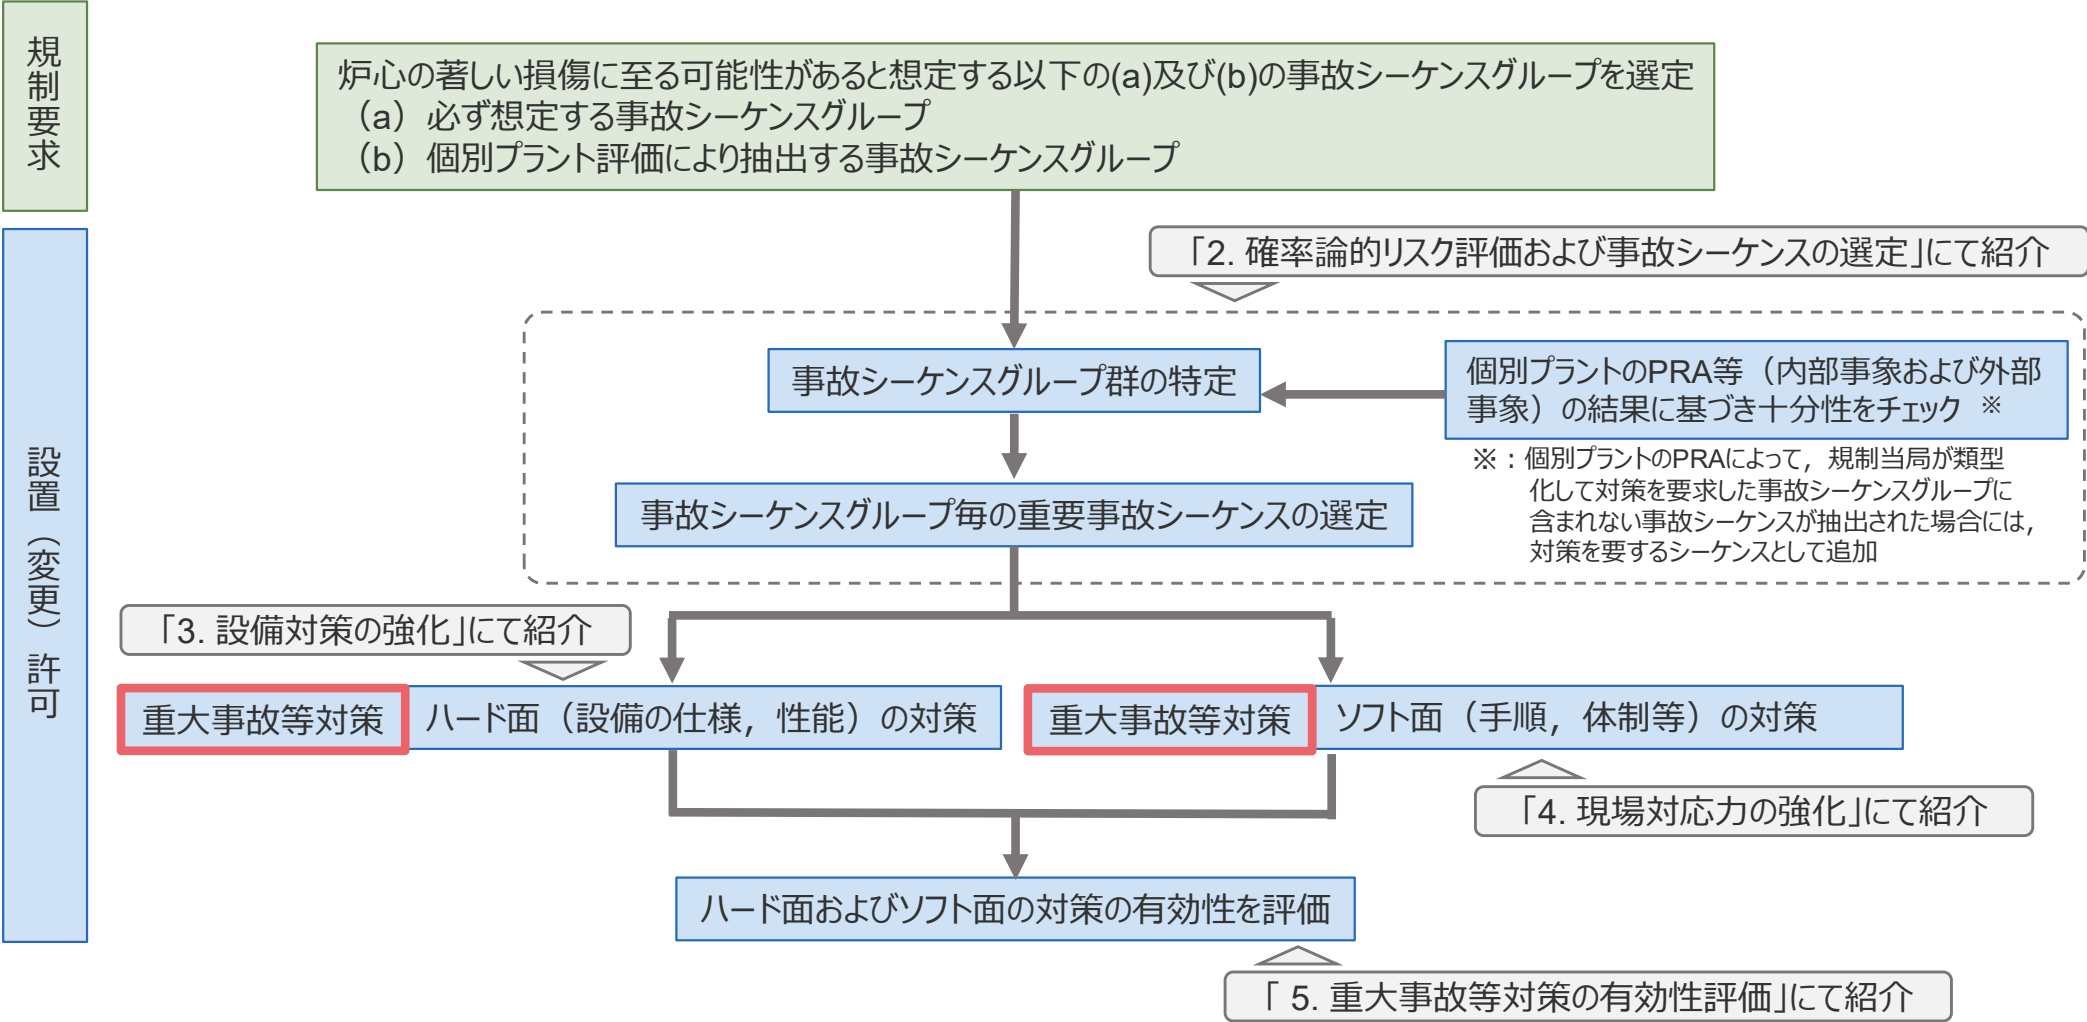 規制要求
炉心の著しい損傷に至る可能性があると想定する以下の(a)及び(b)の事故シーケンスグループを選定
（a）必ず想定する事故シーケンスグループ
（b）個別プラント評価により抽出する事故シーケンスグループ
設置（変更）許可
「2. 確率論的リスク評価および事故シーケンスの選定」にて紹介
事故シーケンスグループ群の特定
個別プラントのPRA等（内部事象および外部
事象）の結果に基づき十分性をチェック ※
※：個別プラントのPRAによって，規制当局が類型
化して対策を要求した事故シーケンスグループに
含まれない事故シーケンスが抽出された場合には，
対策を要するシーケンスとして追加
事故シーケンスグループ毎の重要事故シーケンスの選定
「3. 設備対策の強化」にて紹介
重大事故等対策
ハード面（設備の仕様，性能）の対策
重大事故等対策
ソフト面（手順，体制等）の対策
「4. 現場対応力の強化」にて紹介
ハード面およびソフト面の対策の有効性を評価
「 5. 重大事故等対策の有効性評価」にて紹介